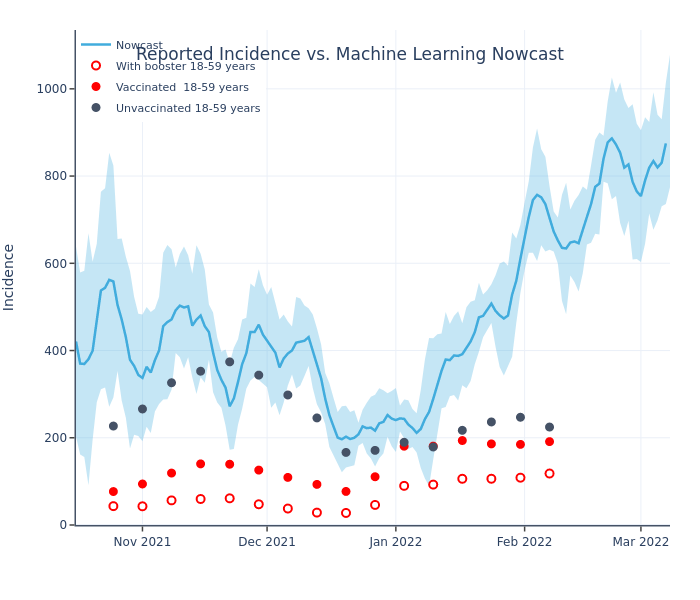 Reported Incidence vs. Machine Learning Nowcast
Nowcast
With booster 18-59 years
Vaccinated  18-59 years
Unvaccinated 18-59 years
Incidence
1000
800
600
400
200
0
Nov 2021
Dec 2021
Jan 2022
Feb 2022
Mar 2022